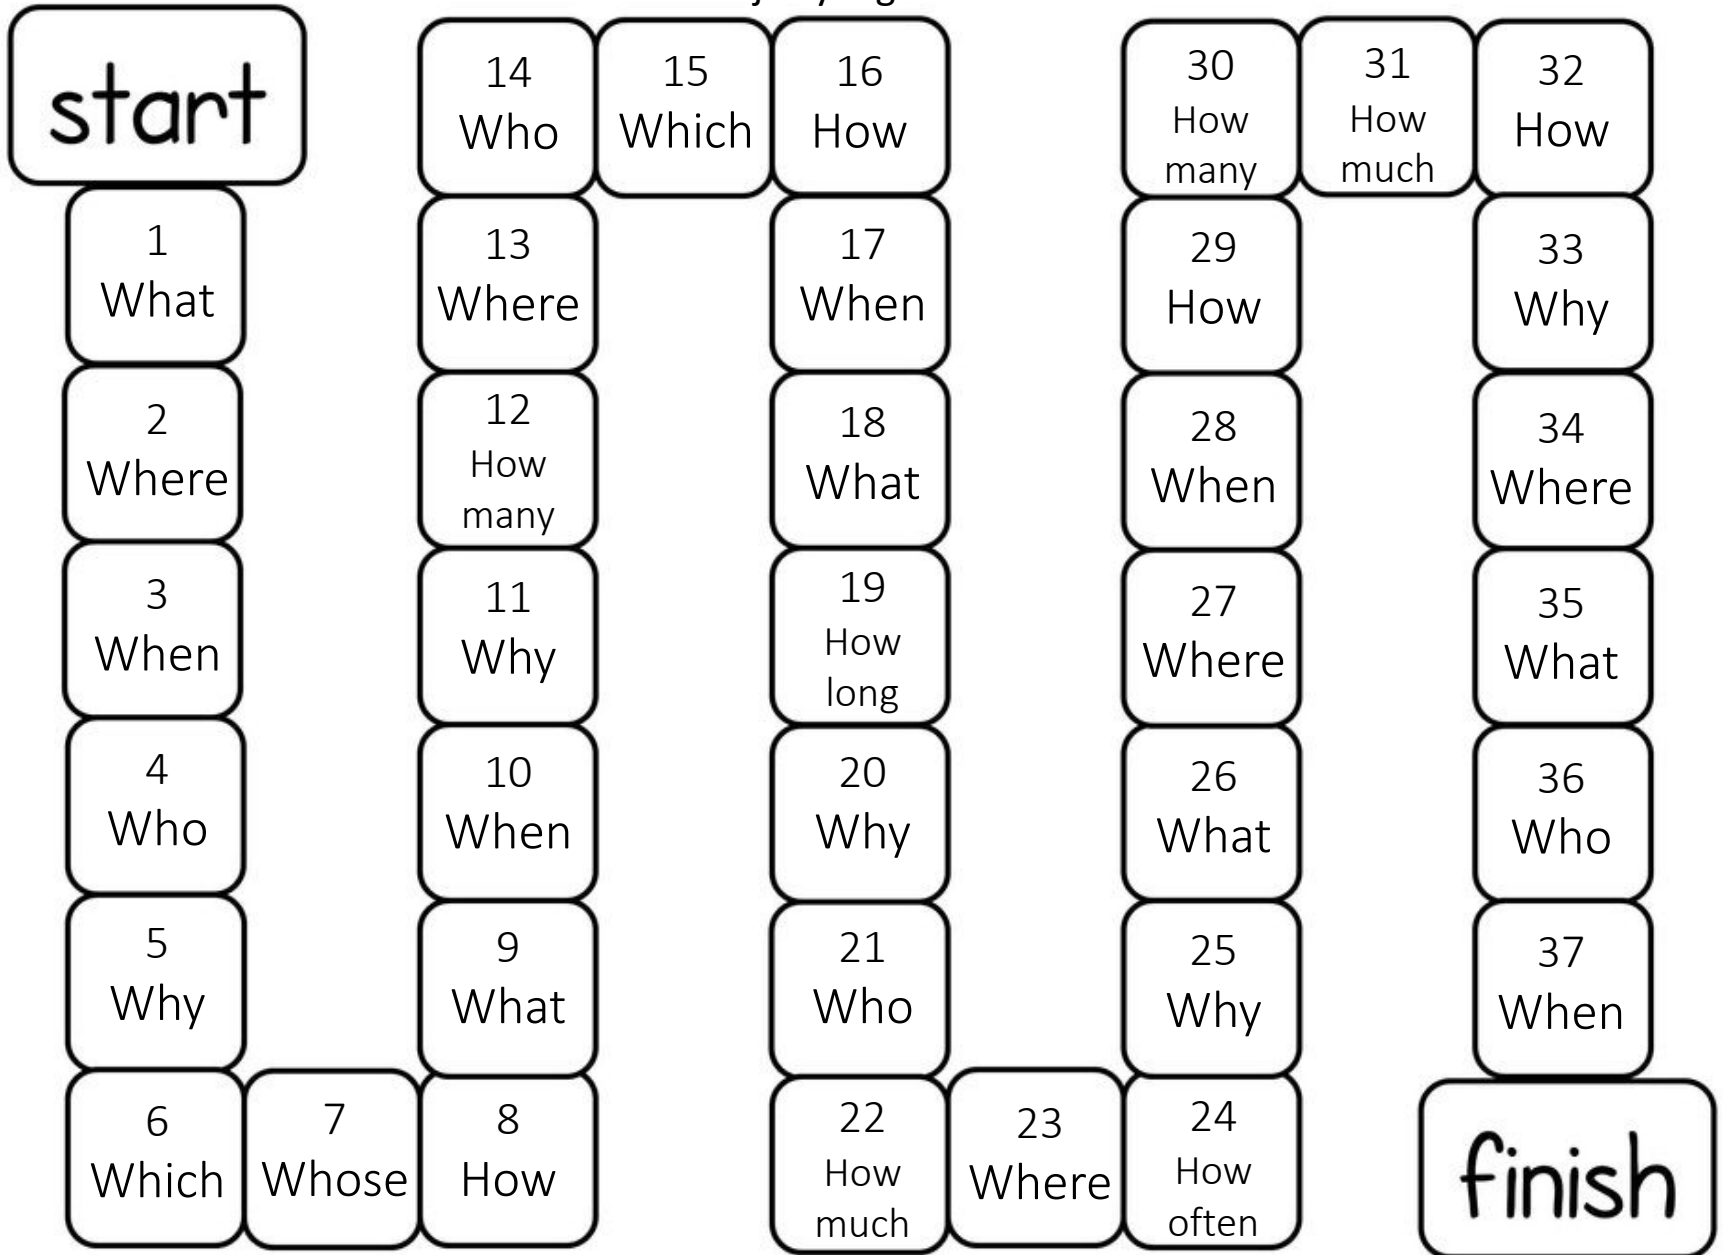 start
1
What
2
Where
3
When
4
Who
5
Why
6
Which
7
Whose
8
How
9
What
10
When
11
Why
12
How
many
13
Where
14
Who
15
Which
16
How
17
When
18
What
19
How
long
20
Why
21
Who
22
How
much
23
Where
24
How
often
25
Why
26
What
27
Where
28
When
29
How
30
How
many
31
How
much
32
How
33
Why
34
Where
35
What
36
Who
37
When
finish